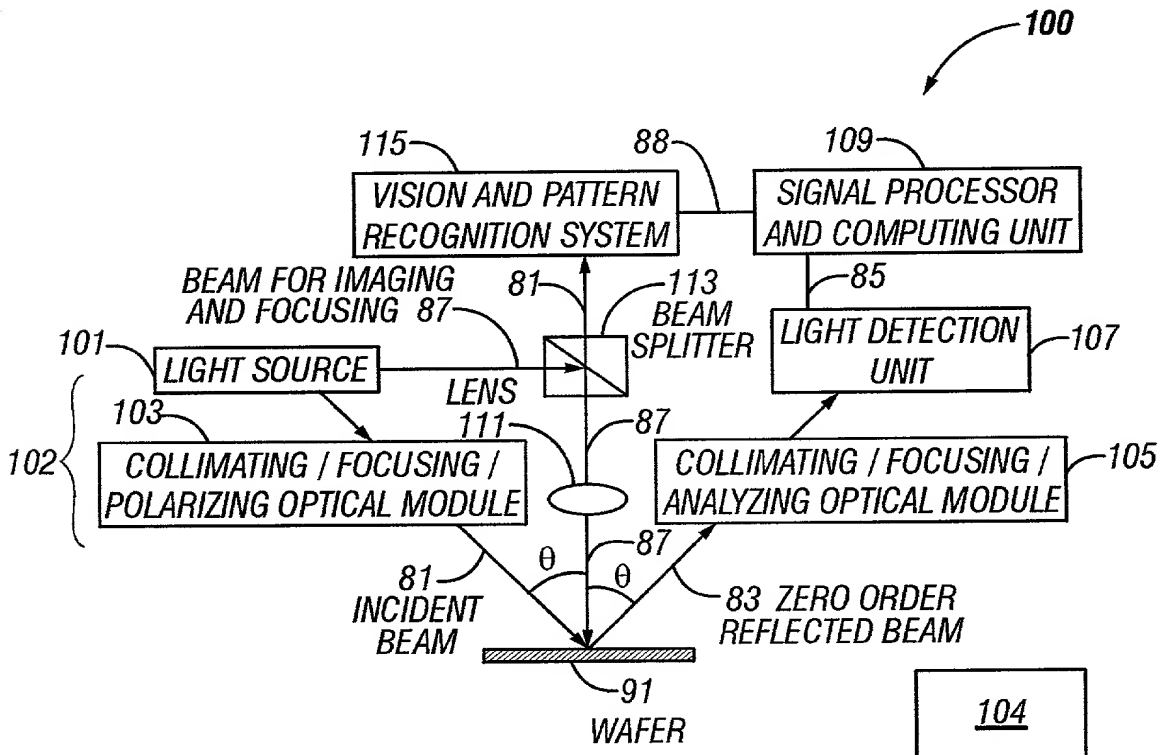 100
115
88
109
VISION AND PATTERN
RECOGNITION SYSTEM
SIGNAL PROCESSOR
AND COMPUTING UNIT
BEAM FOR IMAGING
AND FOCUSING 87
81
113
BEAM
SPLITTER
85
LIGHT DETECTION
UNIT
107
101
LIGHT SOURCE
LENS
102
103
111
87
COLLIMATING / FOCUSING /
POLARIZING OPTICAL MODULE
COLLIMATING / FOCUSING /
ANALYZING OPTICAL MODULE
105
87
81
INCIDENT
BEAM
θ
θ
83 ZERO ORDER
REFLECTED BEAM
91
WAFER
104